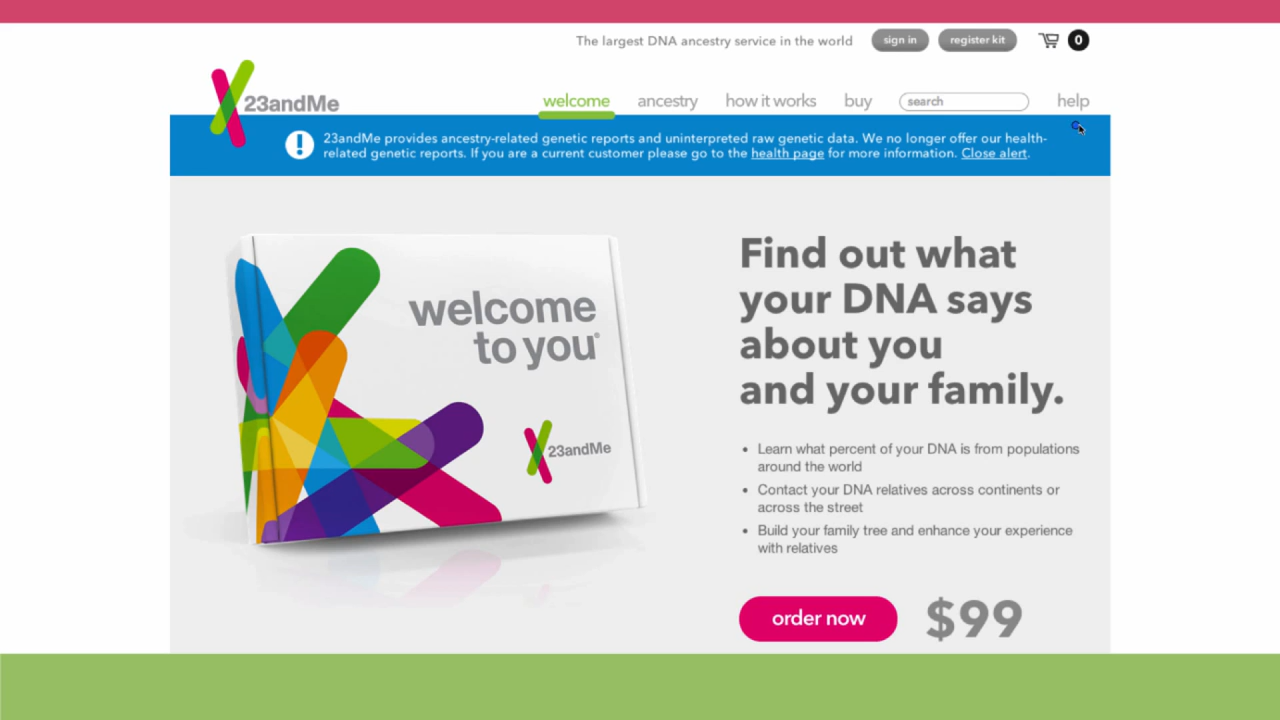 The largest DNA ancestry service in the world
sign in
register kit
0
23andMe
welcome
ancestry
how it works
buy
search
help
!
23andMe provides ancestry-related genetic reports and uninterpreted raw genetic data. We no longer offer our health-
related genetic reports. If you are a current customer please go to the health page for more information. Close alert.
welcome
to you®
23andMe
Find out what
your DNA says
about you
and your family.
• Learn what percent of your DNA is from populations
around the world
• Contact your DNA relatives across continents or
across the street
• Build your family tree and enhance your experience
with relatives
order now
$99